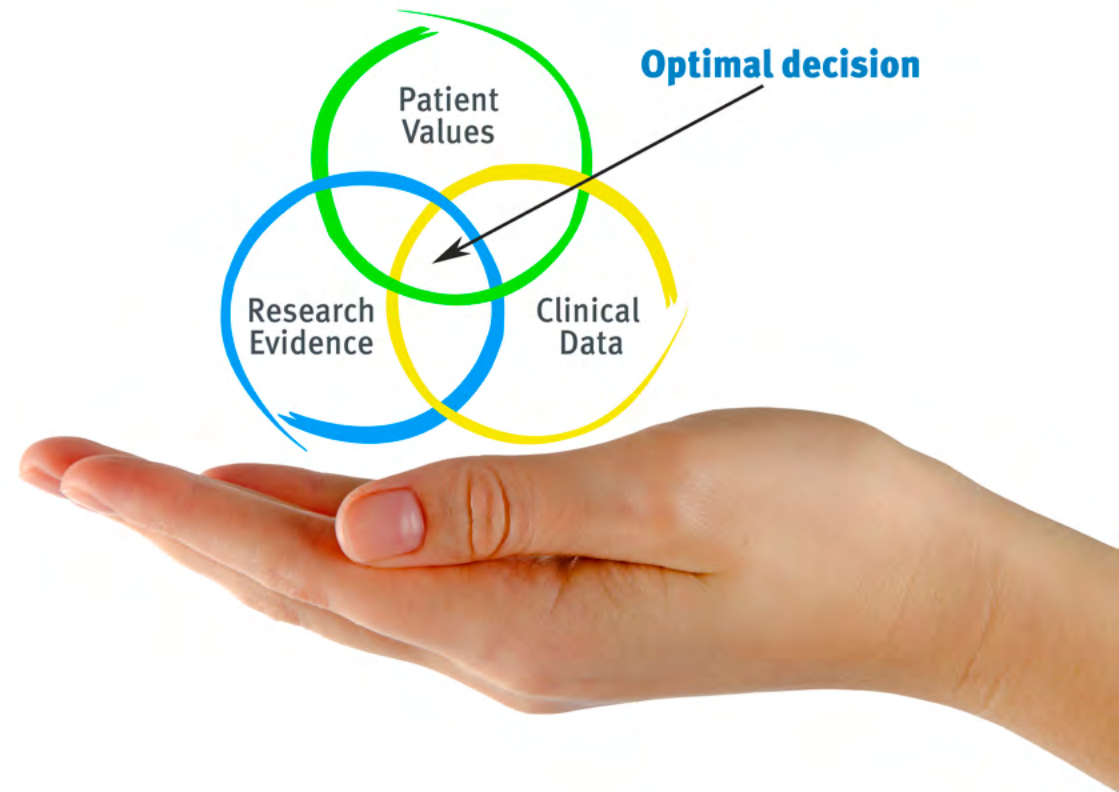 Optimal decision
Patient
Values
Research
Evidence
Clinical
Data